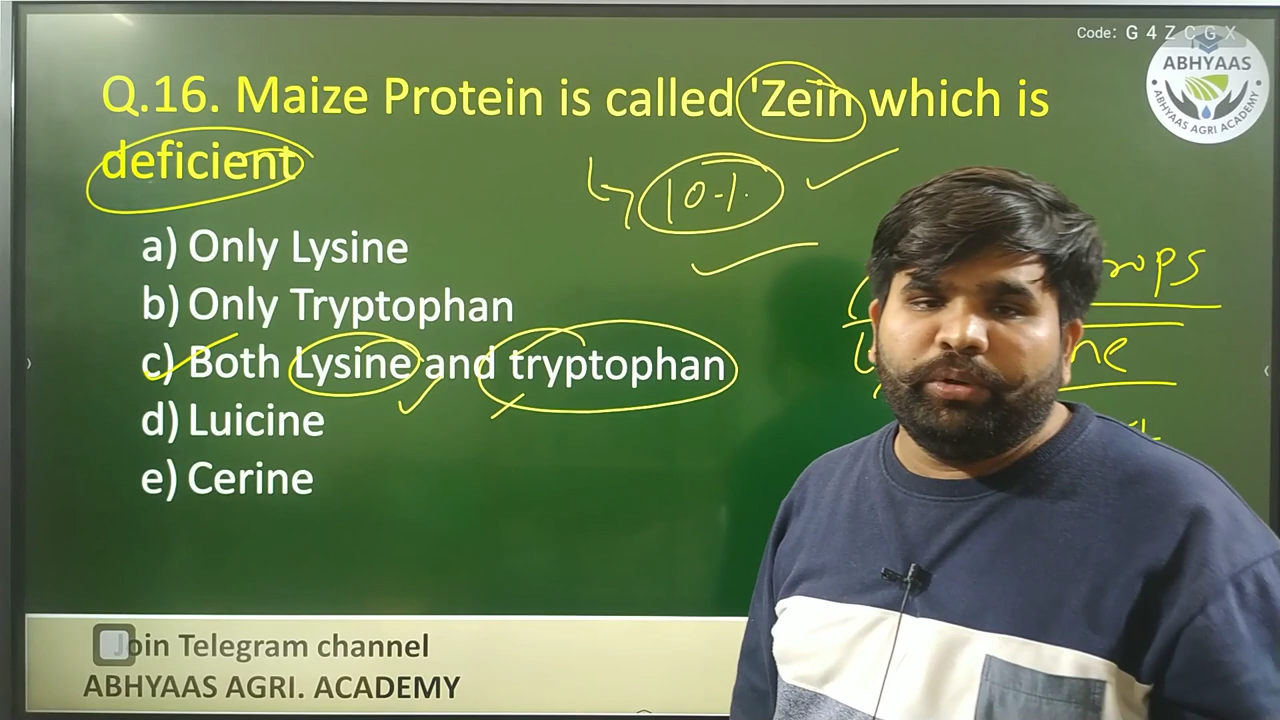 Code: G 4 Z C G X
ABHYAAS
ABHYAAS AGRI ACADEMY
Q.16. Maize Protein is called 'Zein which is
deficient
10%
a) Only Lysine
b) Only Tryptophan
c) Both Lysine and tryptophan
d) Luicine
e) Cerine
Join Telegram channel
ABHYAAS AGRI. ACADEMY